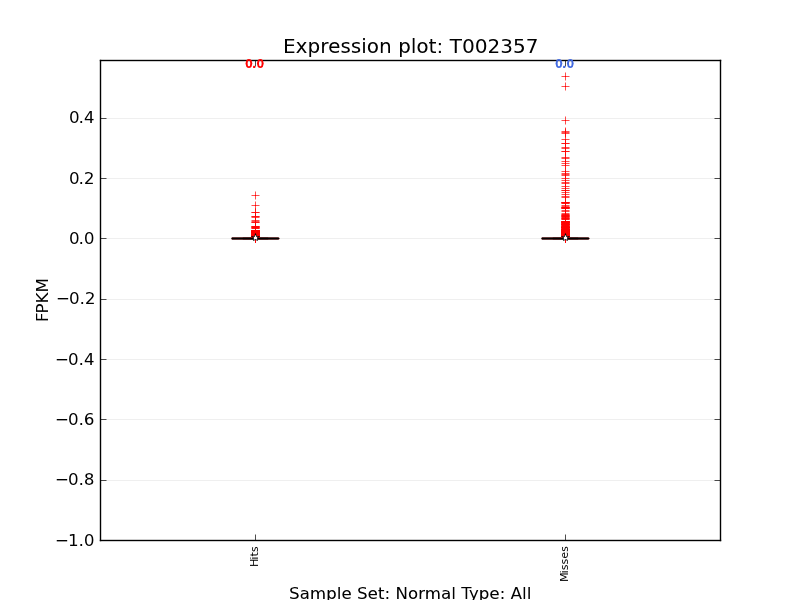 Expression plot: T002357
0.0 0.0
0.4
0.2
0.0
−0.2
−0.4
−0.6
−0.8
−1.0
FPKM
Hits
Misses
Sample Set: Normal Type: All